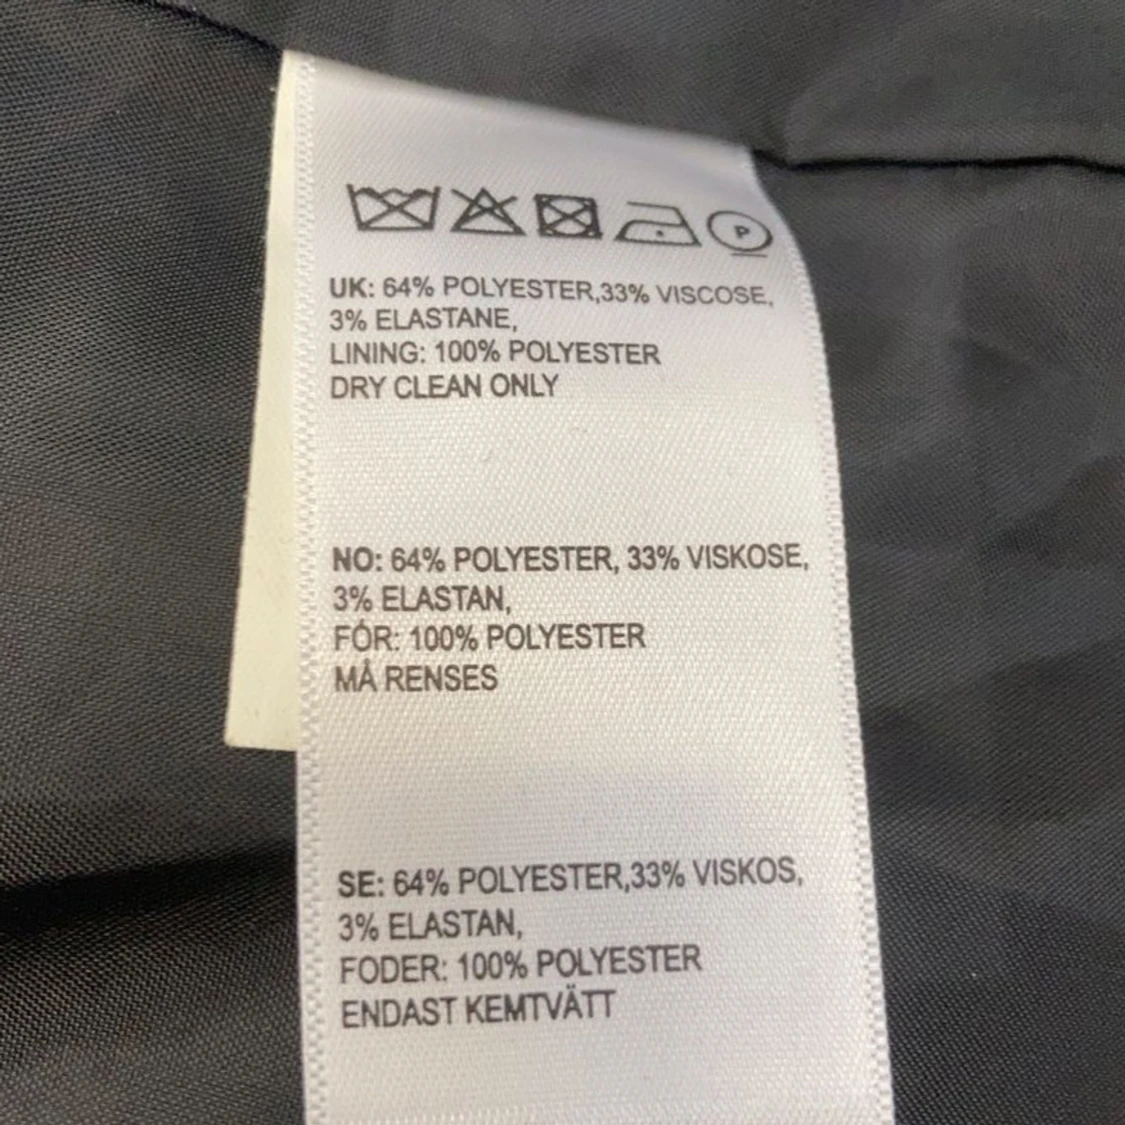 P
UK: 64% POLYESTER,33% VISCOSE,
3% ELASTANE,
LINING: 100% POLYESTER
DRY CLEAN ONLY
NO: 64% POLYESTER, 33% VISKOSE,
3% ELASTAN,
FÓR: 100% POLYESTER
MÅ RENSES
SE: 64% POLYESTER,33% VISKOS,
3% ELASTAN,
FODER: 100% POLYESTER
ENDAST KEMTVÄTT